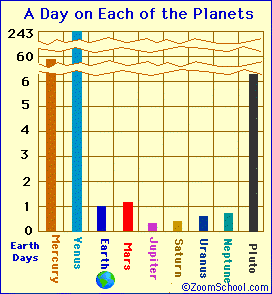 A Day on Each of the Planets
243
60
6
5
4
3
2
1
0
Earth
Days
Mercury
Venus
Earth
Mars
Jupiter
Saturn
Uranus
Neptune
Pluto
©ZoomSchool.com